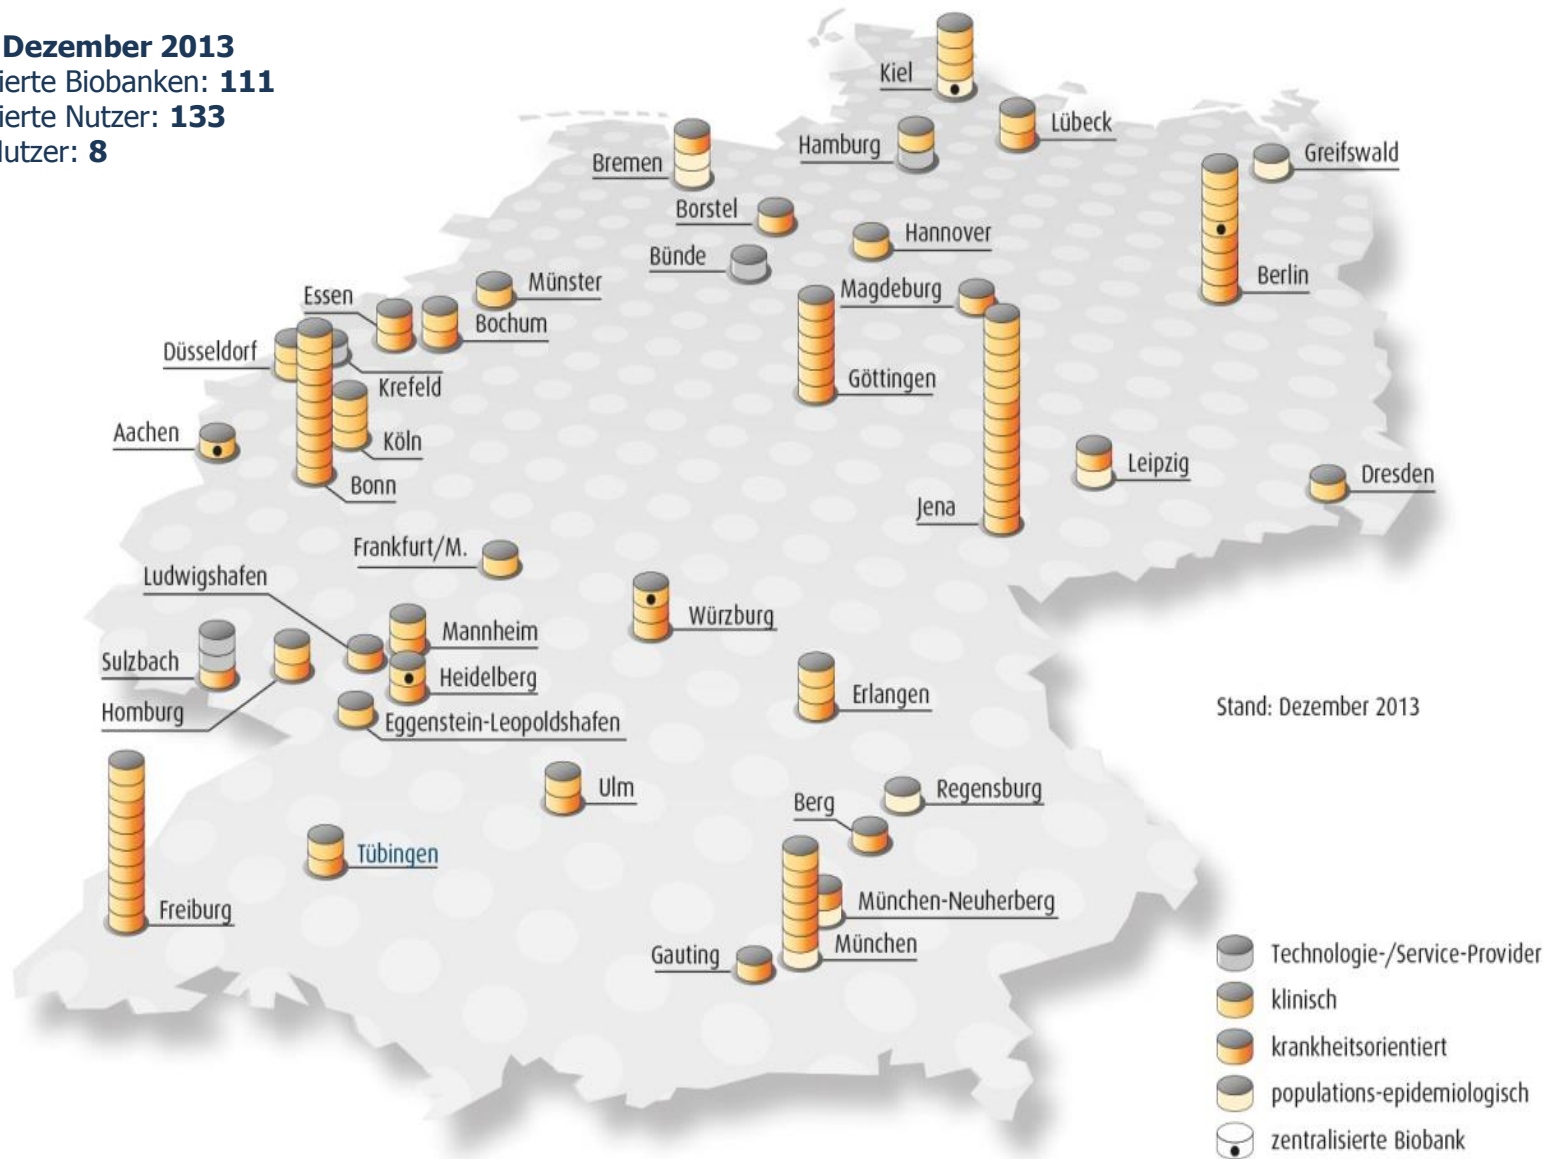 Dezember 2013
ierte Biobanken: 111
ierte Nutzer: 133
Nutzer: 8
Kiel
Lübeck
Hamburg
Greifswald
Bremen
Borstel
Hannover
Bünde
Berlin
Münster
Magdeburg
Essen
Bochum
Düsseldorf
Krefeld
Göttingen
Aachen
Köln
Leipzig
Dresden
Bonn
Jena
Frankfurt/M.
Ludwigshafen
Würzburg
Mannheim
Sulzbach
Heidelberg
Erlangen
Homburg
Eggenstein-Leopoldshafen
Stand: Dezember 2013
Ulm
Regensburg
Berg
Tübingen
Freiburg
München-Neuherberg
München
Gauting
Technologie-/Service-Provider
klinisch
krankheitsorientiert
populations-epidemiologisch
zentralisierte Biobank